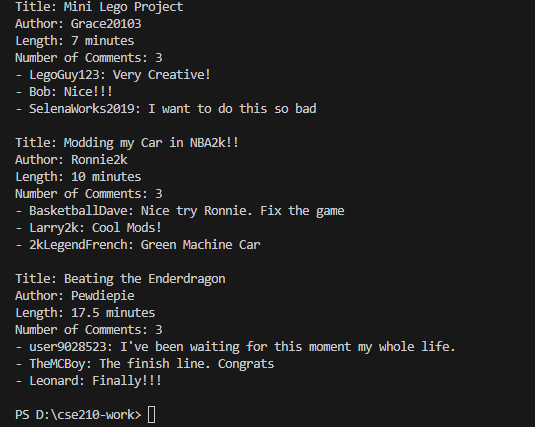 Title: Mini Lego Project
Author: Grace20103
Length: 7 minutes
Number of Comments: 3
- LegoGuy123: Very Creative!
- Bob: Nice!!!
- SelenaWorks2019: I want to do this so bad

Title: Modding my Car in NBA2k!!
Author: Ronnie2k
Length: 10 minutes
Number of Comments: 3
- BasketballDave: Nice try Ronnie. Fix the game
- Larry2k: Cool Mods!
- 2kLegendFrench: Green Machine Car

Title: Beating the Enderdragon
Author: Pewdiepie
Length: 17.5 minutes
Number of Comments: 3
- user9028523: I've been waiting for this moment my whole life.
- TheMCBoy: The finish line. Congrats
- Leonard: Finally!!!

PS D:\cse210-work>